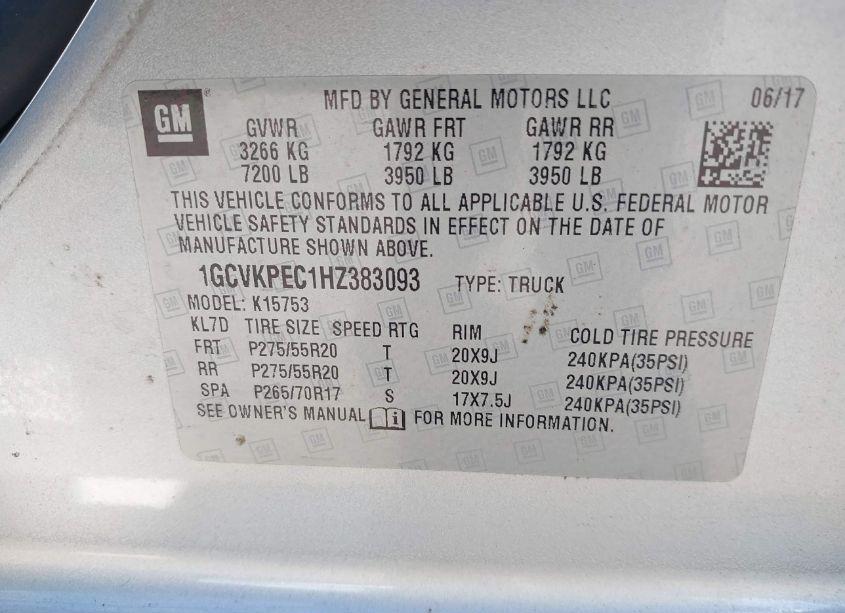 GM MFD BY GENERAL MOTORS LLC 06/17
GVWR GAWR FRT GAWR RR
3266 KG 1792 KG 1792 KG
7200 LB 3950 LB 3950 LB
THIS VEHICLE CONFORMS TO ALL APPLICABLE U.S. FEDERAL MOTOR
VEHICLE SAFETY STANDARDS IN EFFECT ON THE DATE OF
MANUFACTURE SHOWN ABOVE.
1GCVKPEC1HZ383093 TYPE: TRUCK
MODEL: K15753
KL7D TIRE SIZE SPEED RTG RIM COLD TIRE PRESSURE
FRT P275/55R20 T 20X9J 240KPA(35PSI)
RR P275/55R20 T 20X9J 240KPA(35PSI)
SPA P265/70R17 S 17X7.5J 240KPA(35PSI)
SEE OWNER'S MANUAL i FOR MORE INFORMATION.